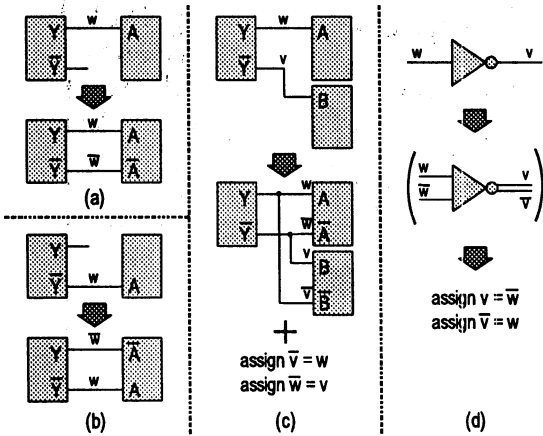 Y w A
Y̅
Y w A
Y̅ w̅ A̅
(a)
Y
Y̅ w A
Y w̅ A̅
Y̅ w A
(b)
Y w A
Y̅ v
B
Y w A
Y̅ w̅ A̅
v B
v̅ B̅
+
assign v̅ = w
assign w̅ = v
(c)
w v
w v
w̅ v̅
assign v = w̅
assign v̅ = w
(d)